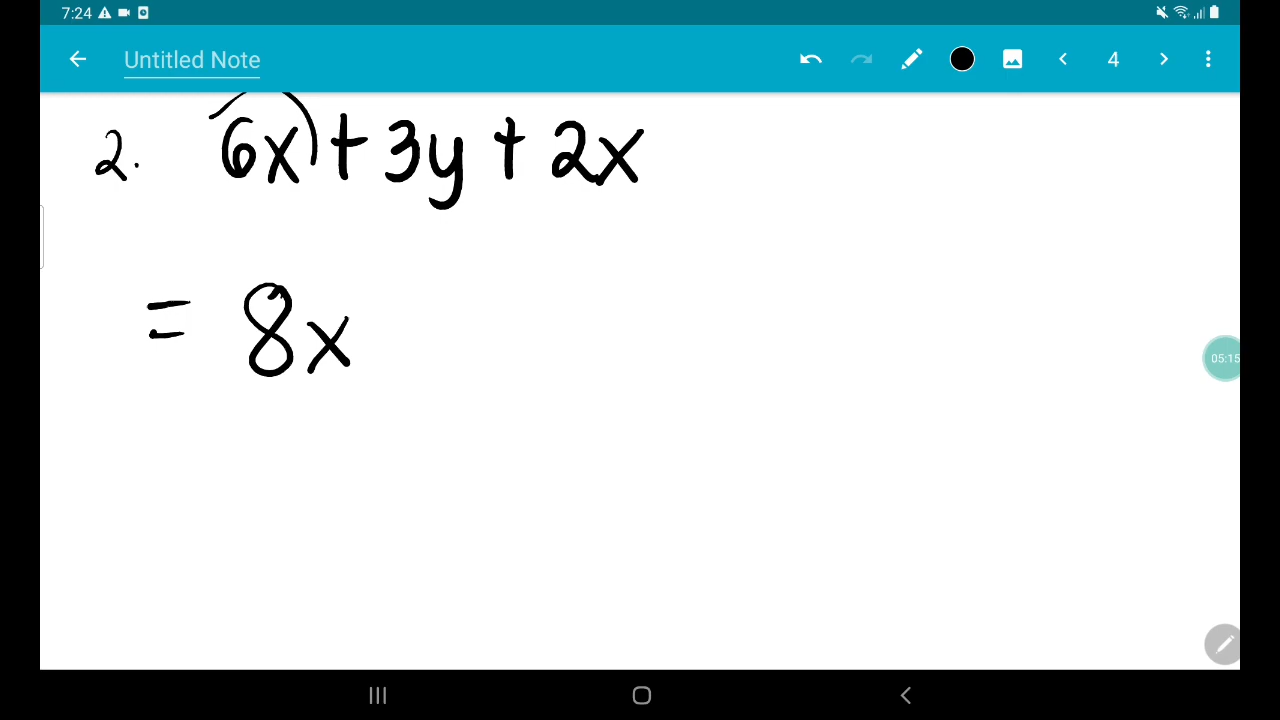 7:24
Untitled Note
4
2. 6x + 3y + 2x
= 8x
05:15